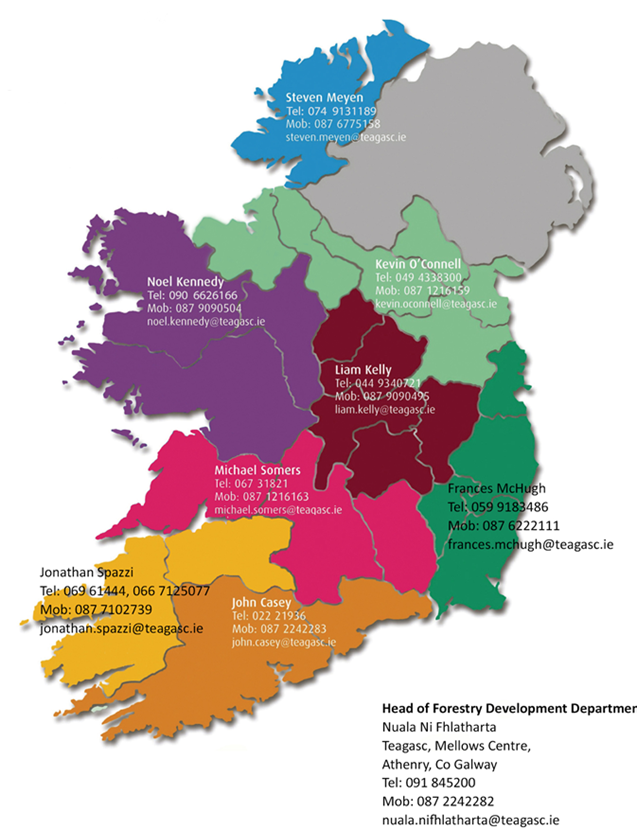 Steven Meyen
Tel: 074 9131189
Mob: 087 6775158
steven.meyen@teagasc.ie
Kevin O'Connell
Tel: 049 4338300
Mob: 087 1216159
kevin.oconnell@teagasc.ie
Noel Kennedy
Tel: 090 6626166
Mob: 087 9090504
noel.kennedy@teagasc.ie
Liam Kelly
Tel: 044 9340721
Mob: 087 9090495
liam.kelly@teagasc.ie
Michael Somers
Tel: 067 31821
Mob: 087 1216163
michael.somers@teagasc.ie
Frances McHugh
Tel: 059 9183486
Mob: 087 6222111
frances.mchugh@teagasc.ie
Jonathan Spazzi
Tel: 069 61444, 066 7125077
Mob: 087 7102739
jonathan.spazzi@teagasc.ie
John Casey
Tel: 022 21936
Mob: 087 2242283
john.casey@teagasc.ie
Head of Forestry Development Departmen
Nuala Ni Fhlatharta
Teagasc, Mellows Centre,
Athenry, Co Galway
Tel: 091 845200
Mob: 087 2242282
nuala.nifhlatharta@teagasc.ie